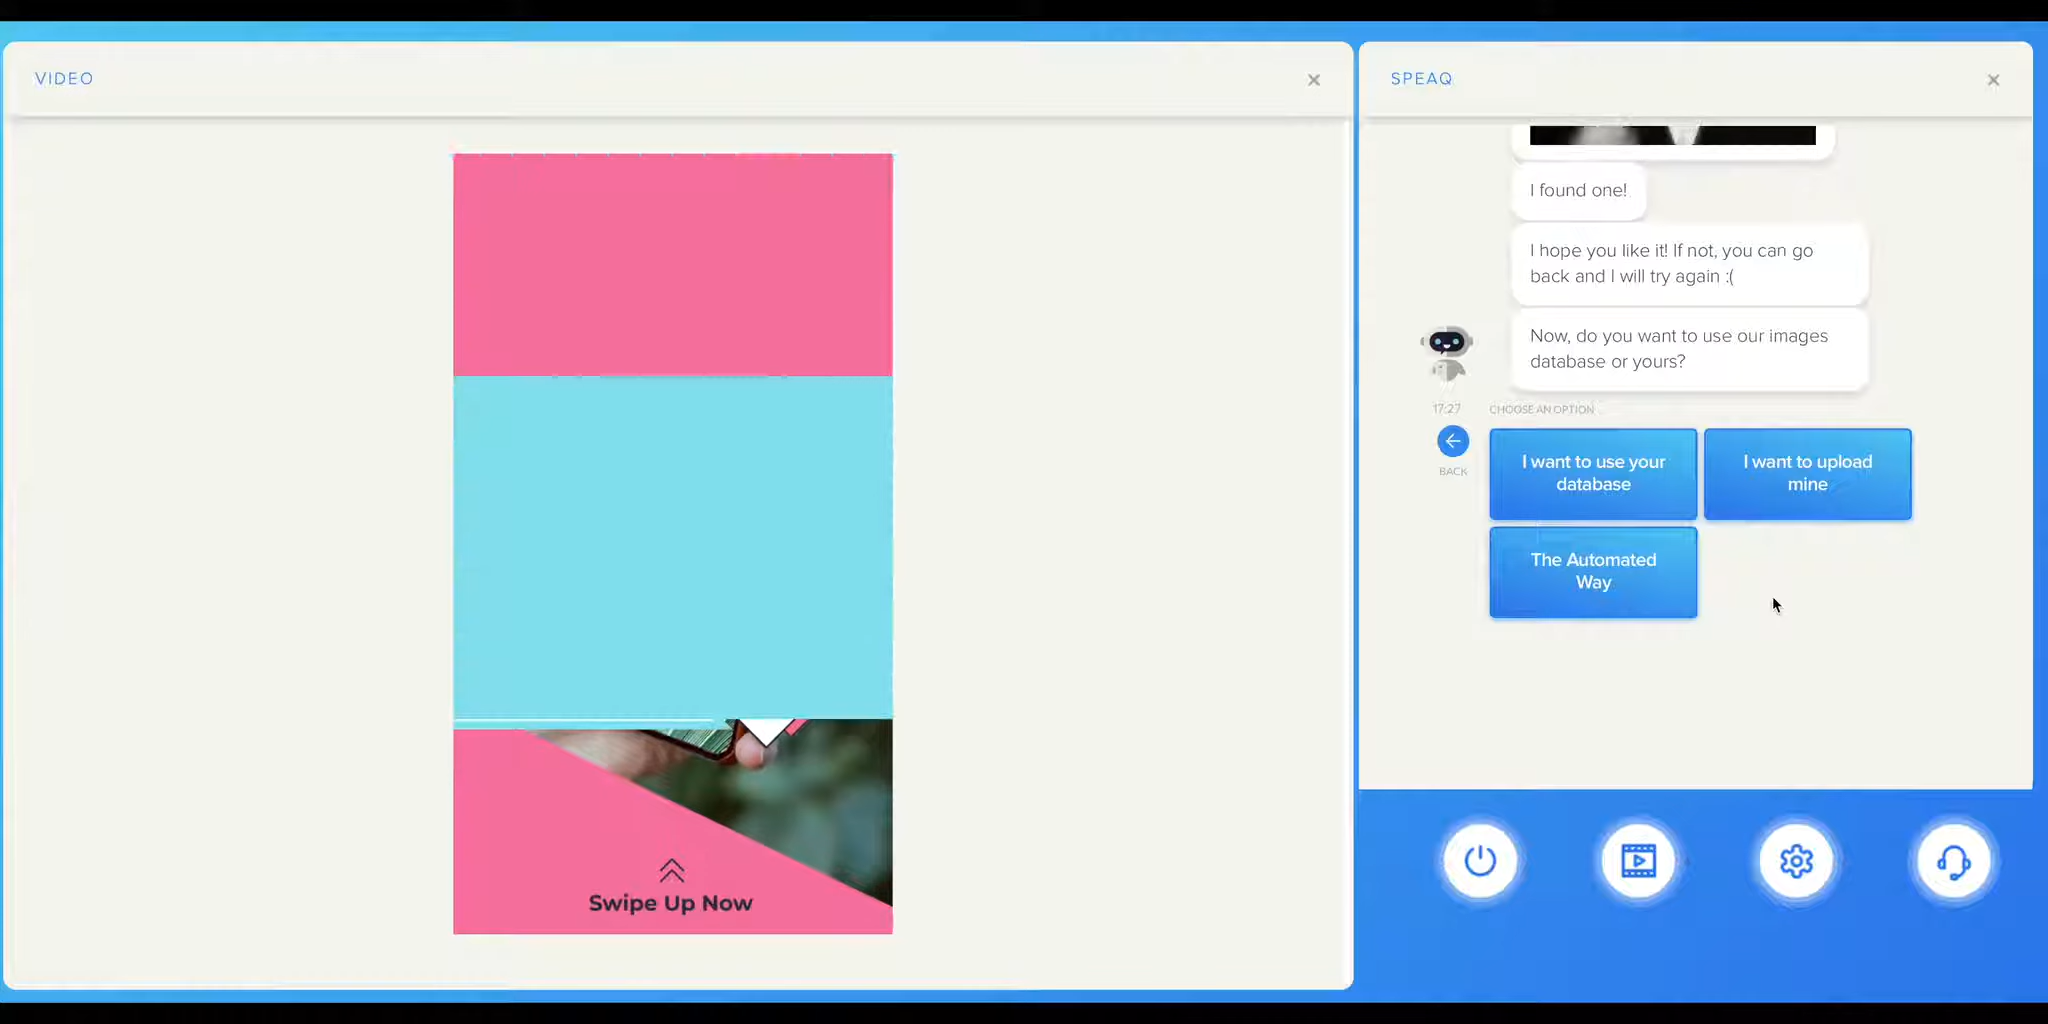 VIDEO
Swipe Up Now
SPEAQ
I found one!
I hope you like it! If not, you can go
back and I will try again :(
Now, do you want to use our images
database or yours?
17:27
CHOOSE AN OPTION
BACK
I want to use your
database
I want to upload
mine
The Automated
Way